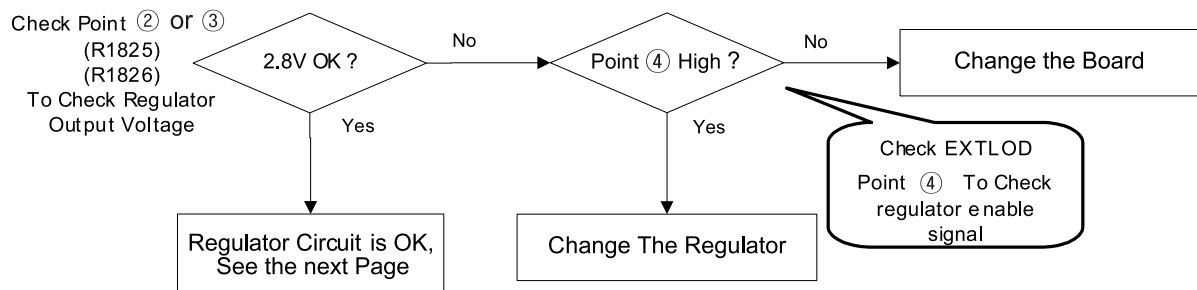 Check Point ② or ③
(R1825)
(R1826)
To Check Regulator
Output Voltage
2.8V OK ?
No
Yes
Point ④ High ?
No
Yes
Change the Board
Check EXTLOD
Point ④ To Check
regulator enable
signal
Regulator Circuit is OK,
See the next Page
Change The Regulator